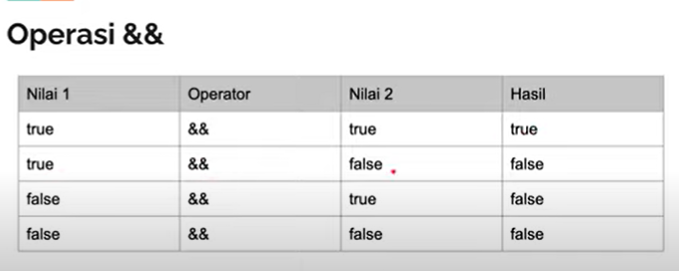 Operasi &&
Nilai 1 Operator Nilai 2 Hasil
true && true true
true && false false
false && true false
false && false false